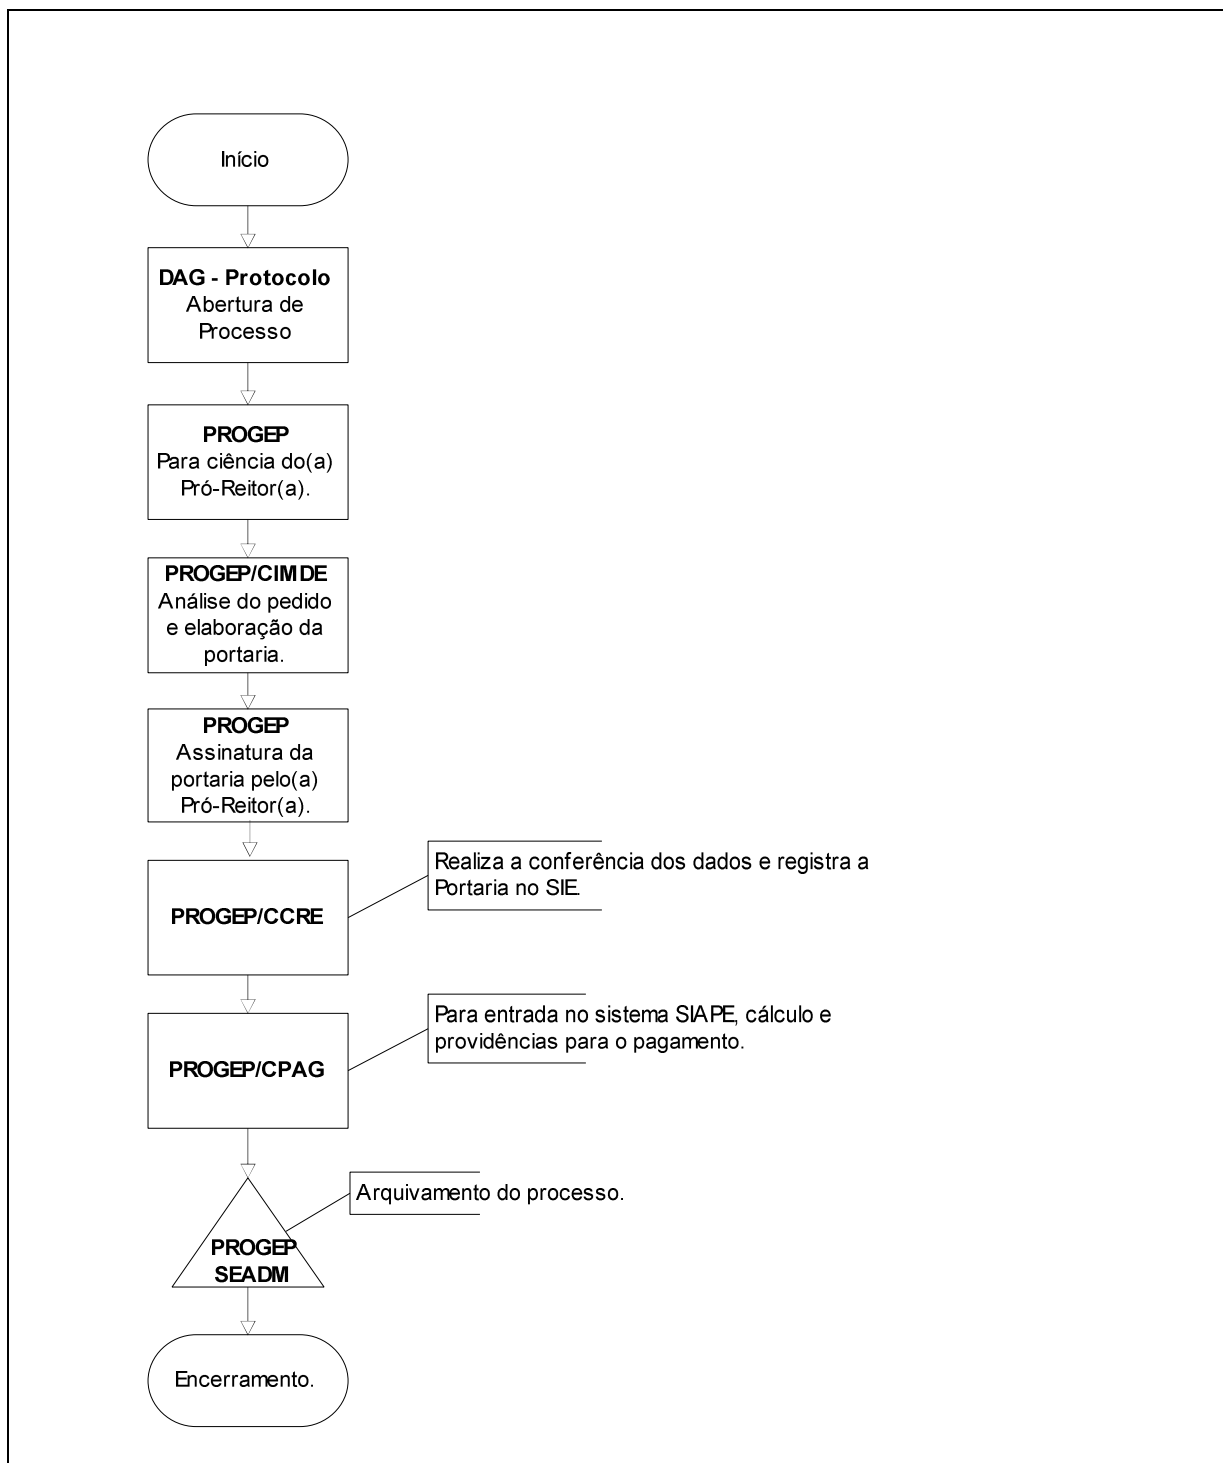 Início
DAG - Protocolo
Abertura de
Processo
PROGEP
Para ciência do(a)
Pró-Reitor(a).
PROGEP/CIMDE
Análise do pedido
e elaboração da
portaria.
PROGEP
Assinatura da
portaria pelo(a)
Pró-Reitor(a).
PROGEP/CCRE
Realiza a conferência dos dados e registra a
Portaria no SIE.
PROGEP/CPAG
Para entrada no sistema SIAPE, cálculo e
providências para o pagamento.
PROGEP
SEADM
Arquivamento do processo.
Encerramento.